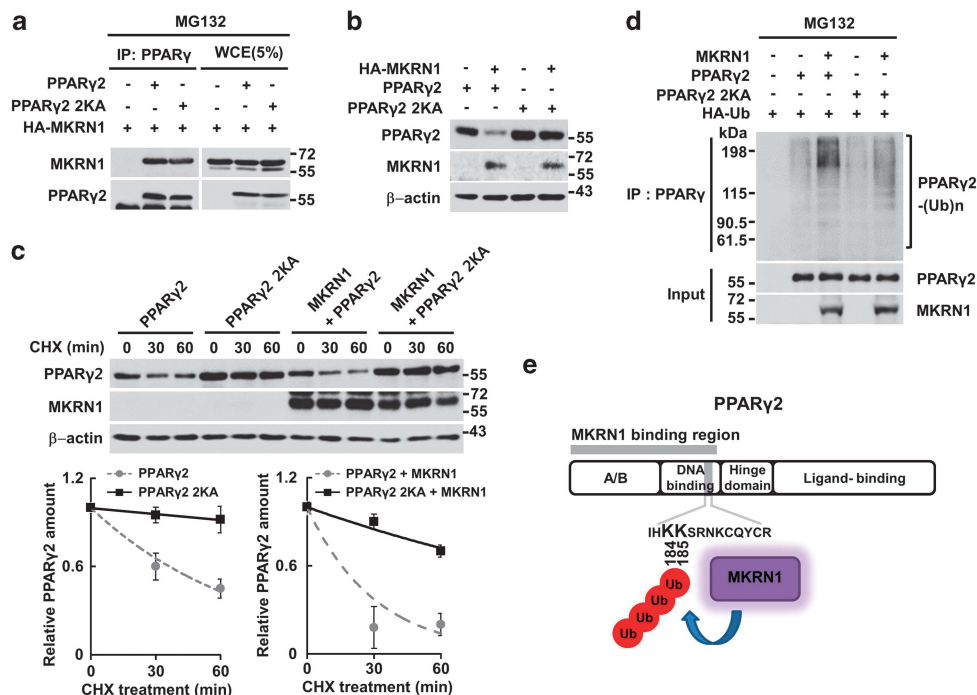 a
MG132
IP: PPARγ
WCE(5%)
PPARγ2 - + - - + -
PPARγ2 2KA - - + - - +
HA-MKRN1 + + + + + +
MKRN1
72
55
PPARγ2
55
b
HA-MKRN1 - + - +
PPARγ2 + + - -
PPARγ2 2KA - - + +
PPARγ2
55
MKRN1
72
55
β-actin
43
c
PPARγ2
PPARγ2 2KA
MKRN1 + PPARγ2
MKRN1 + PPARγ2 2KA
CHX (min) 0 30 60 0 30 60 0 30 60 0 30 60
PPARγ2
55
MKRN1
72
55
β-actin
43
PPARγ2
PPARγ2 2KA
Relative PPARγ2 amount
1.2
0.6
0
0 30 60
CHX treatment (min)
PPARγ2 + MKRN1
PPARγ2 2KA + MKRN1
Relative PPARγ2 amount
1.2
0.6
0
0 30 60
CHX treatment (min)
d
MG132
MKRN1 - - + - +
PPARγ2 - + + - -
PPARγ2 2KA - - - + +
HA-Ub + + + + +
kDa
198
115
90.5
61.5
IP : PPARγ
PPARγ2
-(Ub)n
Input
55
PPARγ2
72
55
MKRN1
e
PPARγ2
MKRN1 binding region
A/B
DNA binding
Hinge domain
Ligand- binding
IHKKSRNKCQYCR
184
185
Ub
Ub
Ub
Ub
MKRN1